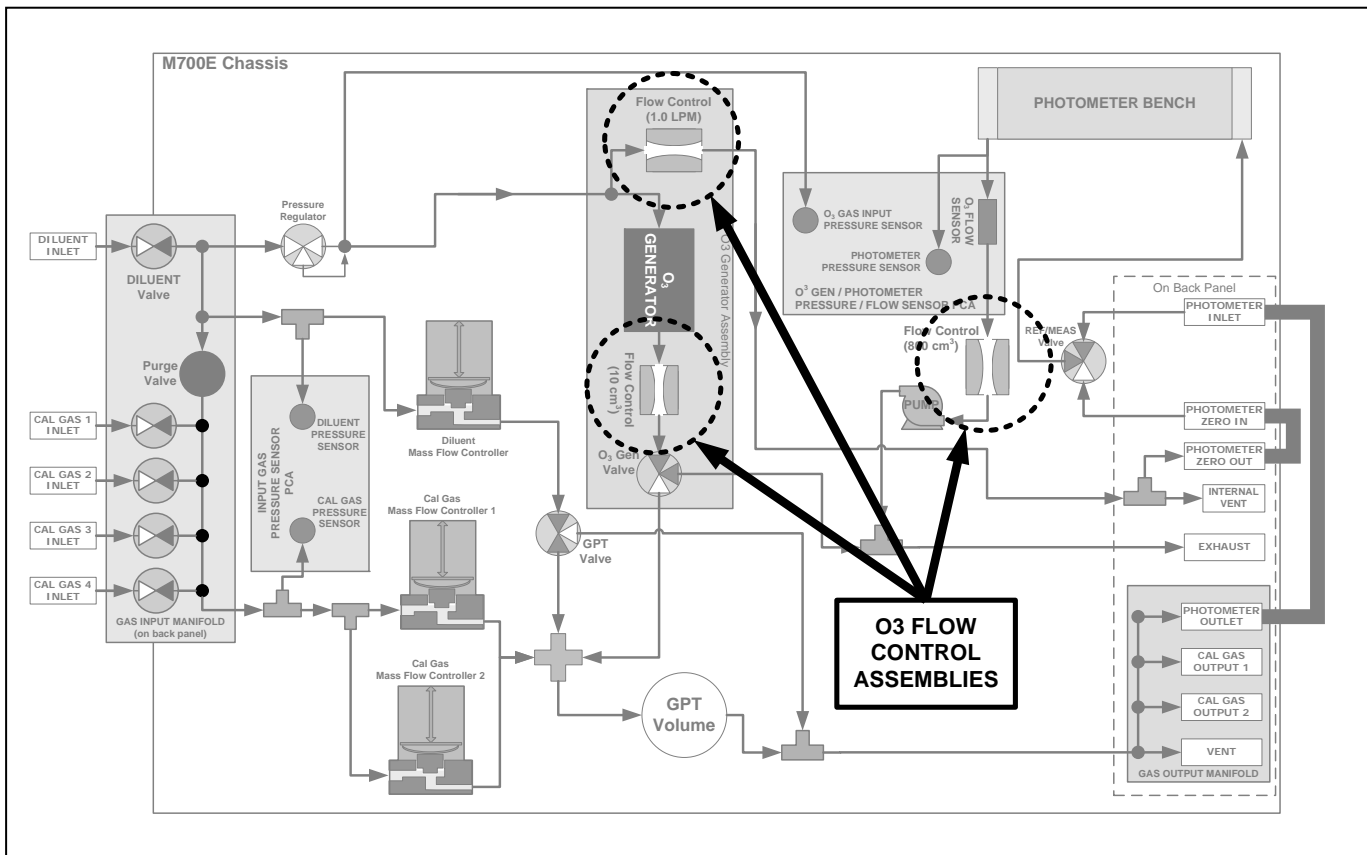 M700E Chassis
Flow Control
(1.0 LPM)
PHOTOMETER BENCH
Pressure
Regulator
O₃ FLOW
SENSOR
O₃ GAS INPUT
PRESSURE SENSOR
DILUENT
INLET
DILUENT
Valve
O₃
GENERATOR
O3 Generator Assembly
PHOTOMETER
PRESSURE SENSOR
O³ GEN / PHOTOMETER
PRESSURE / FLOW SENSOR PCA
On Back Panel
PHOTOMETER
INLET
Flow Control
(800 cm³)
REF/MEAS
Valve
Purge
Valve
Flow Control
(10 cm³)
PUMP
CAL GAS 1
INLET
DILUENT
PRESSURE
SENSOR
INPUT GAS
PRESSURE SENSOR
PCA
Diluent
Mass Flow Controller
PHOTOMETER
ZERO IN
O₃ Gen
Valve
PHOTOMETER
ZERO OUT
CAL GAS 2
INLET
CAL GAS
PRESSURE
SENSOR
INTERNAL
VENT
CAL GAS 3
INLET
Cal Gas
Mass Flow Controller 1
GPT
Valve
EXHAUST
CAL GAS 4
INLET
GAS INPUT MANIFOLD
(on back panel)
O3 FLOW
CONTROL
ASSEMBLIES
PHOTOMETER
OUTLET
CAL GAS
OUTPUT 1
Cal Gas
Mass Flow Controller 2
GPT
Volume
CAL GAS
OUTPUT 2
VENT
GAS OUTPUT MANIFOLD